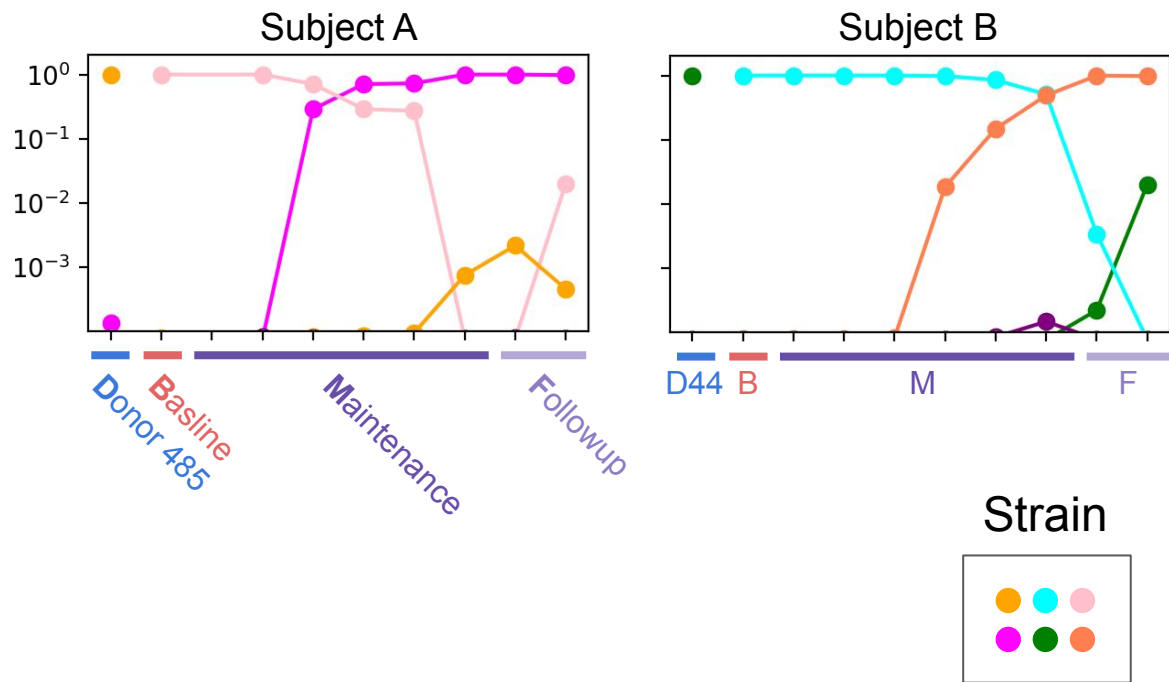 Subject A
Subject B
10⁰
10⁻¹
10⁻²
10⁻³
Donor 485
Basline
Maintenance
Followup
D44
B
M
F
Strain